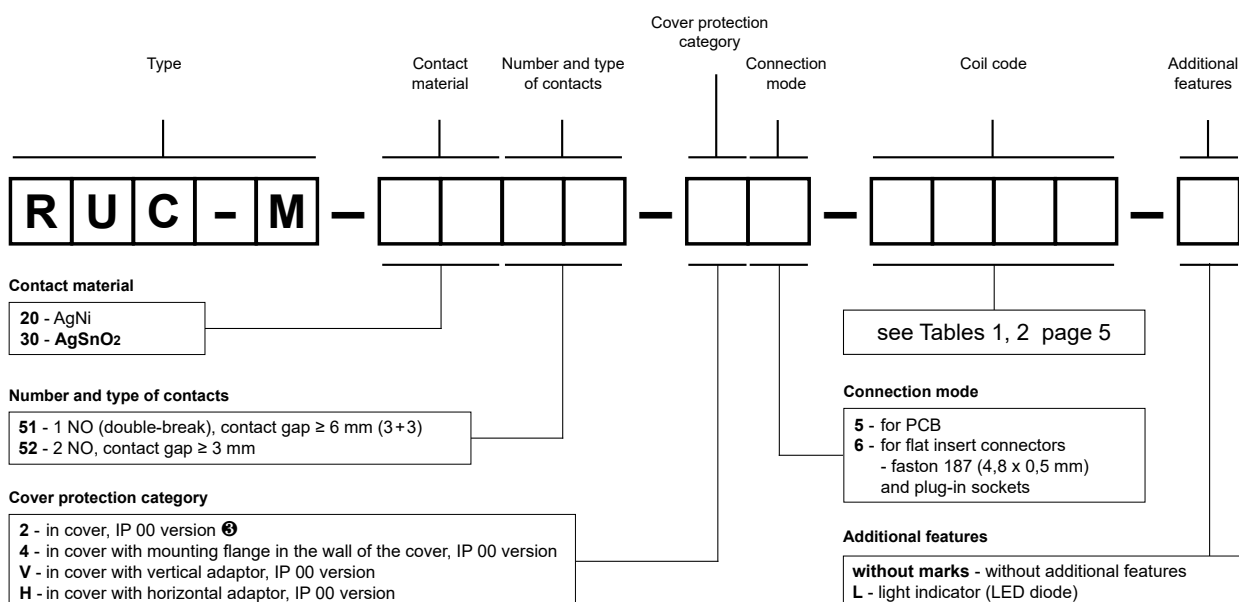 Cover protection
category
Type
Contact
material
Number and type
of contacts
Connection
mode
Coil code
Additional
features
R U C - M - - - -
Contact material
20 - AgNi
30 - AgSnO2
see Tables 1, 2 page 5
Number and type of contacts
51 - 1 NO (double-break), contact gap ≥ 6 mm (3+3)
52 - 2 NO, contact gap ≥ 3 mm
Connection mode
5 - for PCB
6 - for flat insert connectors
- faston 187 (4,8 x 0,5 mm)
and plug-in sockets
Cover protection category
2 - in cover, IP 00 version ❸
4 - in cover with mounting flange in the wall of the cover, IP 00 version
V - in cover with vertical adaptor, IP 00 version
H - in cover with horizontal adaptor, IP 00 version
Additional features
without marks - without additional features
L - light indicator (LED diode)